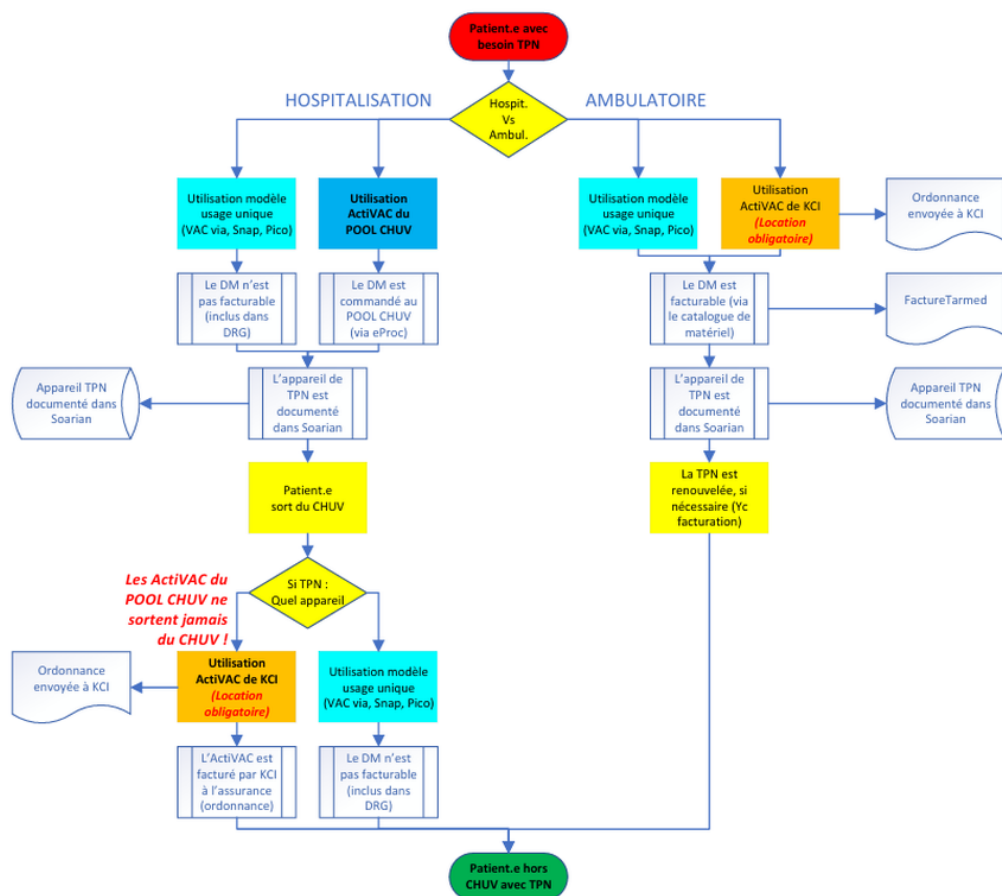 Patient.e avec
besoin TPN
HOSPITALISATION
Hospit.
Vs
Ambul.
AMBULATOIRE
Utilisation modèle
usage unique
(VAC via, Snap, Pico)
Utilisation
ActiVAC du
POOL CHUV
Utilisation modèle
usage unique
(VAC via, Snap, Pico)
Utilisation
ActiVAC de KCI
(Location
obligatoire)
Ordonnance
envoyée à KCI
Le DM n'est
pas facturable
(inclus dans
DRG)
Le DM est
commandé au
POOL CHUV
(via eProc)
Le DM est
facturable (via
le catalogue de
matériel)
FactureTarmed
Appareil TPN
documenté dans
Soarian
L'appareil de
TPN est
documenté
dans Soarian
L'appareil de
TPN est
documenté
dans Soarian
Appareil TPN
documenté dans
Soarian
Patient.e
sort du CHUV
La TPN est
renouvelée, si
nécessaire (Yc
facturation)
Les ActiVAC du
POOL CHUV ne
sortent jamais
du CHUV !
Si TPN :
Quel appareil
Ordonnance
envoyée à KCI
Utilisation
ActiVAC de KCI
(Location
obligatoire)
Utilisation modèle
usage unique
(VAC via, Snap, Pico)
L'ActiVAC est
facturé par KCI
à l'assurance
(ordonnance)
Le DM n'est
pas facturable
(inclus dans
DRG)
Patient.e hors
CHUV avec TPN